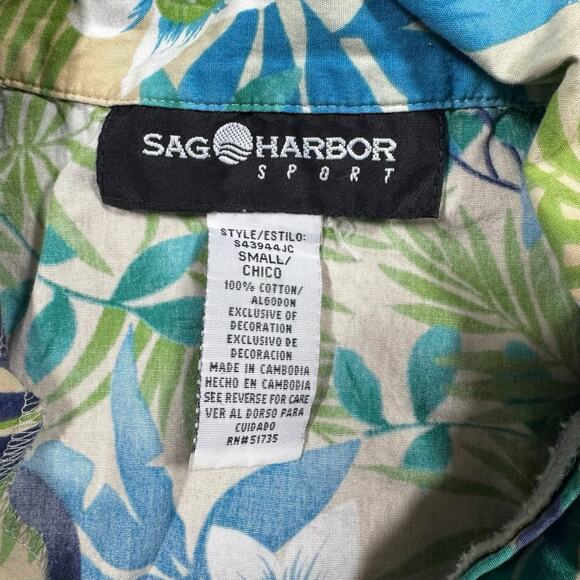 SAG HARBOR
SPORT
STYLE/ESTILO:
S43944JC
SMALL/
CHICO
100% COTTON/
ALGODON
EXCLUSIVE OF
DECORATION
EXCLUSIVO DE
DECORACION
MADE IN CAMBODIA
HECHO EN CAMBODIA
SEE REVERSE FOR CARE
VER AL DORSO PARA
CUIDADO
RN#51735